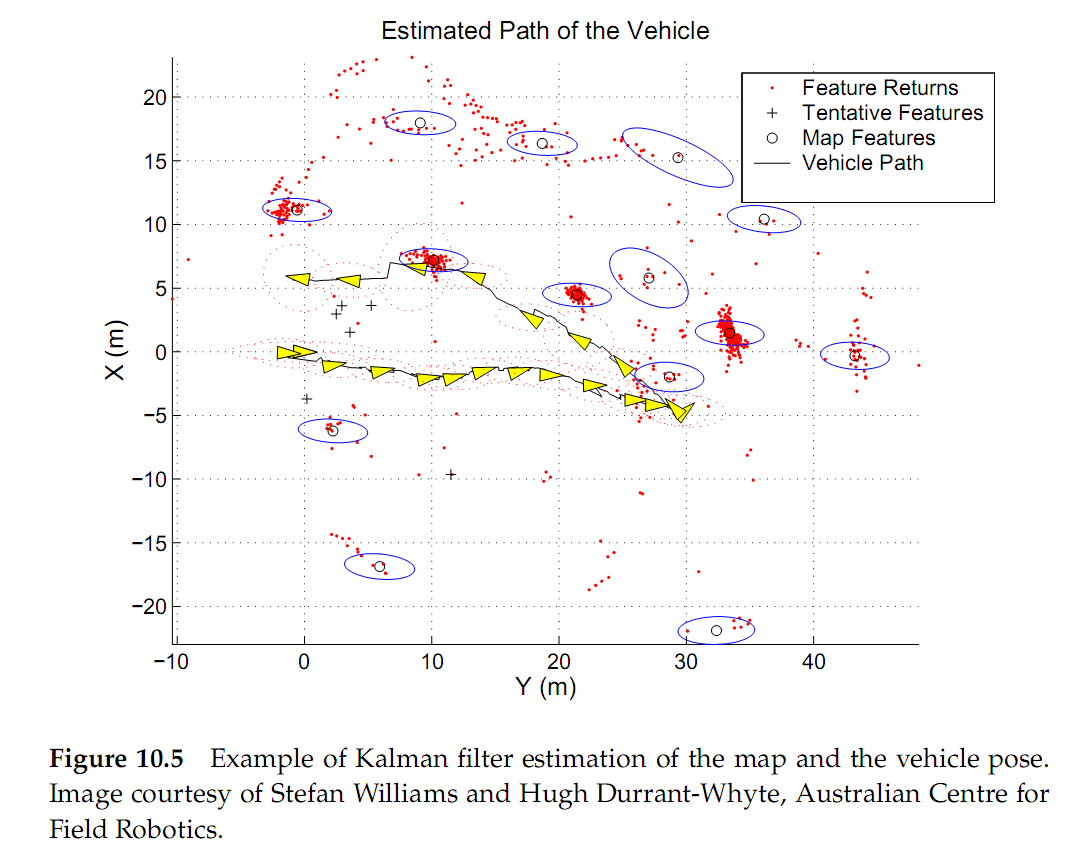 Estimated Path of the Vehicle
Feature Returns
Tentative Features
Map Features
Vehicle Path
20
15
10
5
0
−5
−10
−15
−20
X (m)
−10 0 10 20 30 40
Y (m)
Figure 10.5 Example of Kalman filter estimation of the map and the vehicle pose.
Image courtesy of Stefan Williams and Hugh Durrant-Whyte, Australian Centre for
Field Robotics.